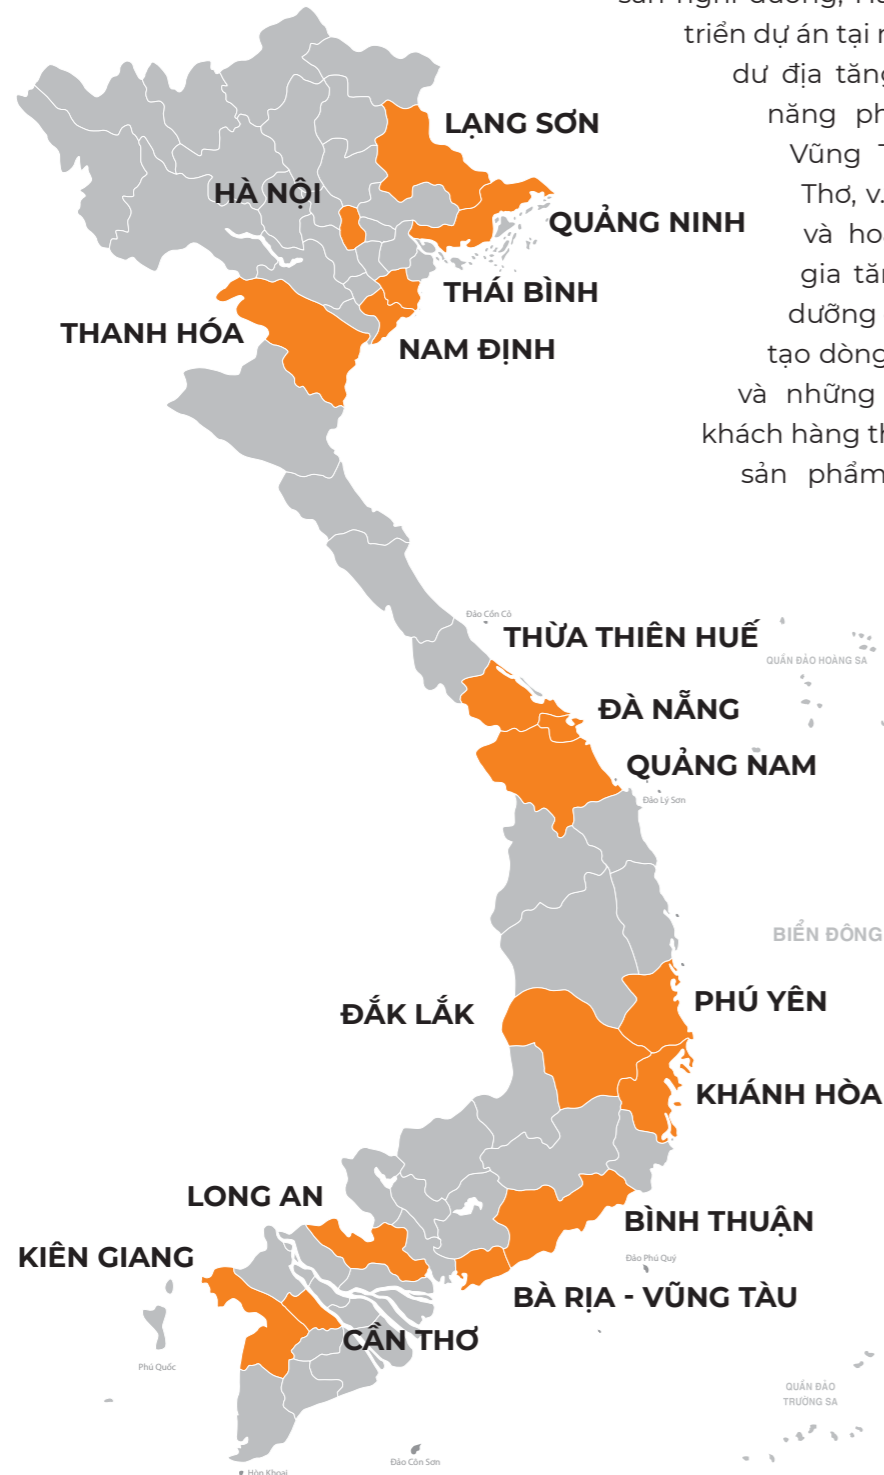 triển dự án tại
dư địa tăng
năng
Vũng
Thơ, v.
và
gia
dưỡng
tạo dòng
và những
khách hàng
sản phẩm
LẠNG SƠN
HÀ NỘI
QUẢNG NINH
THÁI BÌNH
THANH HÓA
NAM ĐỊNH
Đảo Cồn Cỏ
THỪA THIÊN HUẾ
QUẦN ĐẢO HOÀNG SA
ĐÀ NẴNG
QUẢNG NAM
Đảo Lý Sơn
BIỂN ĐÔNG
PHÚ YÊN
ĐẮK LẮK
KHÁNH HÒA
LONG AN
BÌNH THUẬN
KIÊN GIANG
Đảo Phú Quý
BÀ RỊA - VŨNG TÀU
CẦN THƠ
Phú Quốc
QUẦN ĐẢO
TRƯỜNG SA
Đảo Côn Sơn
Hòn Khoai